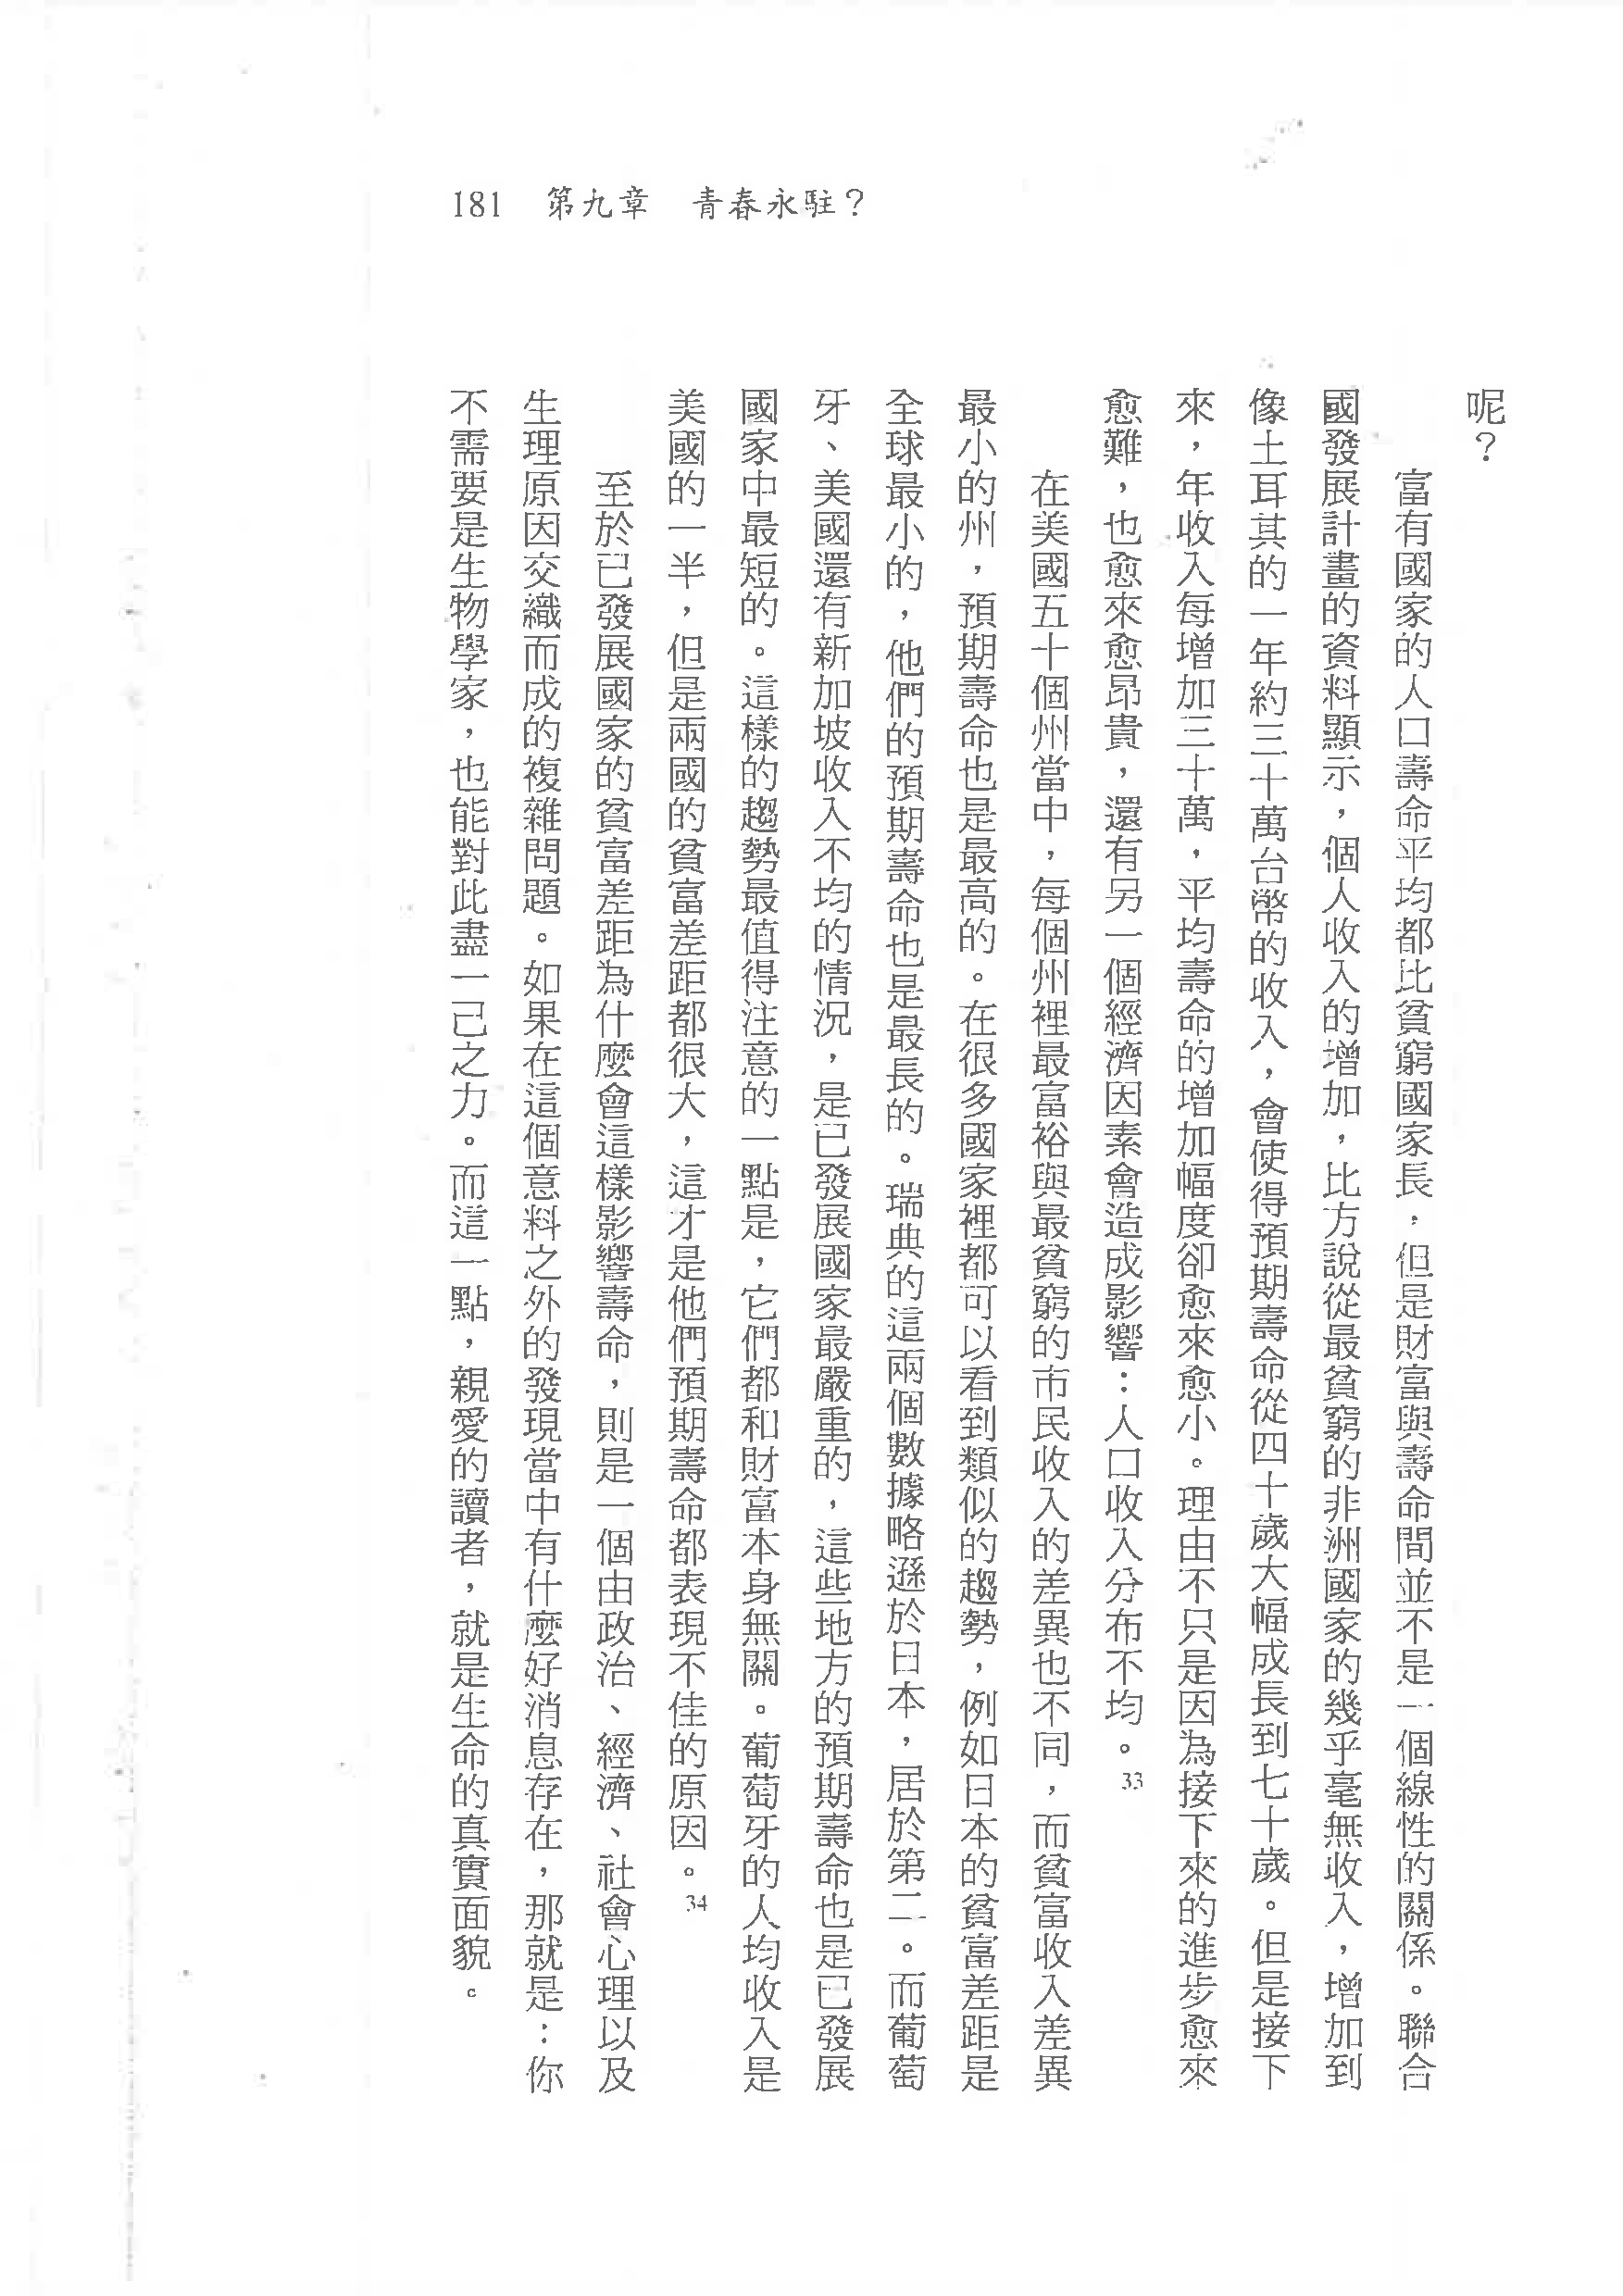 181　第九章　青春永駐？
呢？
富有國家的人口壽命平均都比貧窮國家長，但是財富與壽命間並不是一個線性的關係。聯合
國發展計畫的資料顯示，個人收入的增加，比方說從最貧窮的非洲國家的幾乎毫無收入，增加到
像土耳其的一年約三十萬台幣的收入，會使得預期壽命從四十歲大幅成長到七十歲。但是接下
來，年收入每增加三十萬，平均壽命的增加幅度卻愈來愈小。理由不只是因為接下來的進步愈來
愈難，也愈來愈昂貴，還有另一個經濟因素會造成影響：人口收入分布不均。33
在美國五十個州當中，每個州裡最富裕與最貧窮的市民收入的差異也不同，而貧富收入差異
最小的州，預期壽命也是最高的。在很多國家裡都可以看到類似的趨勢，例如日本的貧富差距是
全球最小的，他們的預期壽命也是最長的。瑞典的這兩個數據略遜於日本，居於第二。而葡萄
牙、美國還有新加坡收入不均的情況，是已發展國家最嚴重的，這些地方的預期壽命也是已發展
國家中最短的。這樣的趨勢最值得注意的一點是，它們都和財富本身無關。葡萄牙的人均收入是
美國的一半，但是兩國的貧富差距都很大，這才是他們預期壽命都表現不佳的原因。34
至於已發展國家的貧富差距為什麼會這樣影響壽命，則是一個由政治、經濟、社會心理以及
生理原因交織而成的複雜問題。如果在這個意料之外的發現當中有什麼好消息存在，那就是：你
不需要是生物學家，也能對此盡一己之力。而這一點，親愛的讀者，就是生命的真實面貌。